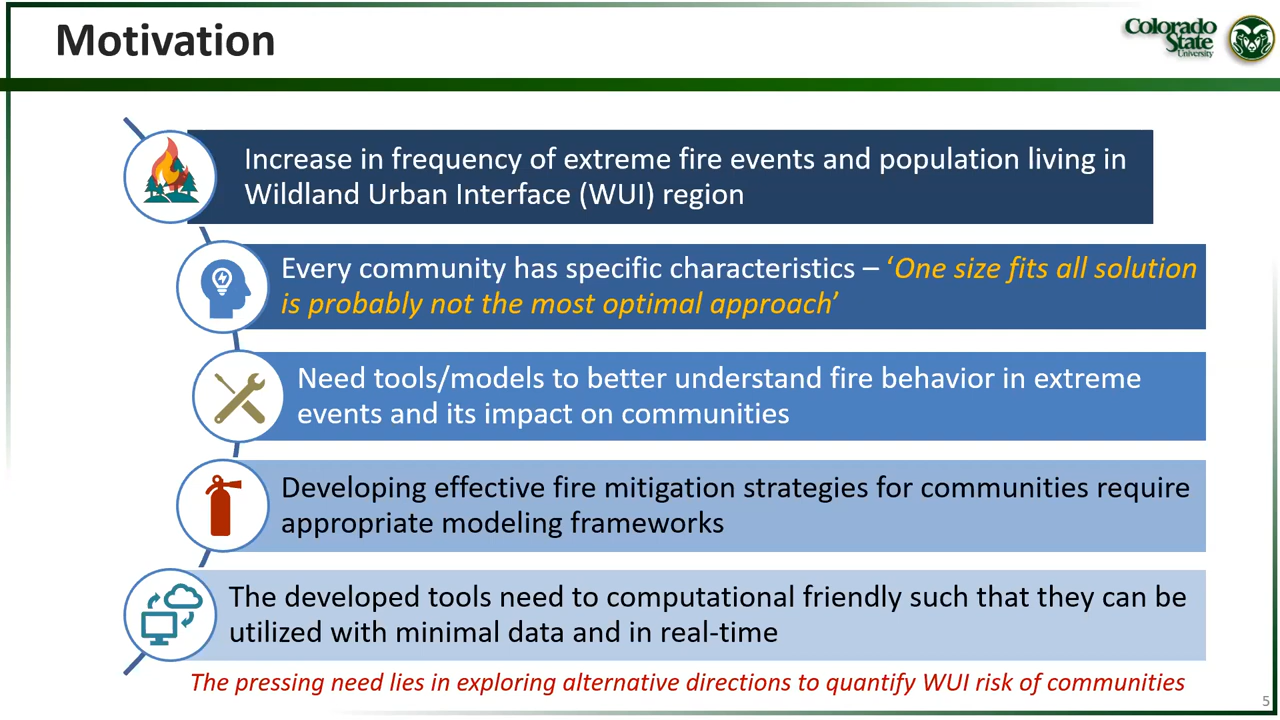 Motivation
Colorado
State
University
Increase in frequency of extreme fire events and population living in
Wildland Urban Interface (WUI) region
Every community has specific characteristics – ‘One size fits all solution
is probably not the most optimal approach’
Need tools/models to better understand fire behavior in extreme
events and its impact on communities
Developing effective fire mitigation strategies for communities require
appropriate modeling frameworks
The developed tools need to computational friendly such that they can be
utilized with minimal data and in real-time
The pressing need lies in exploring alternative directions to quantify WUI risk of communities
5